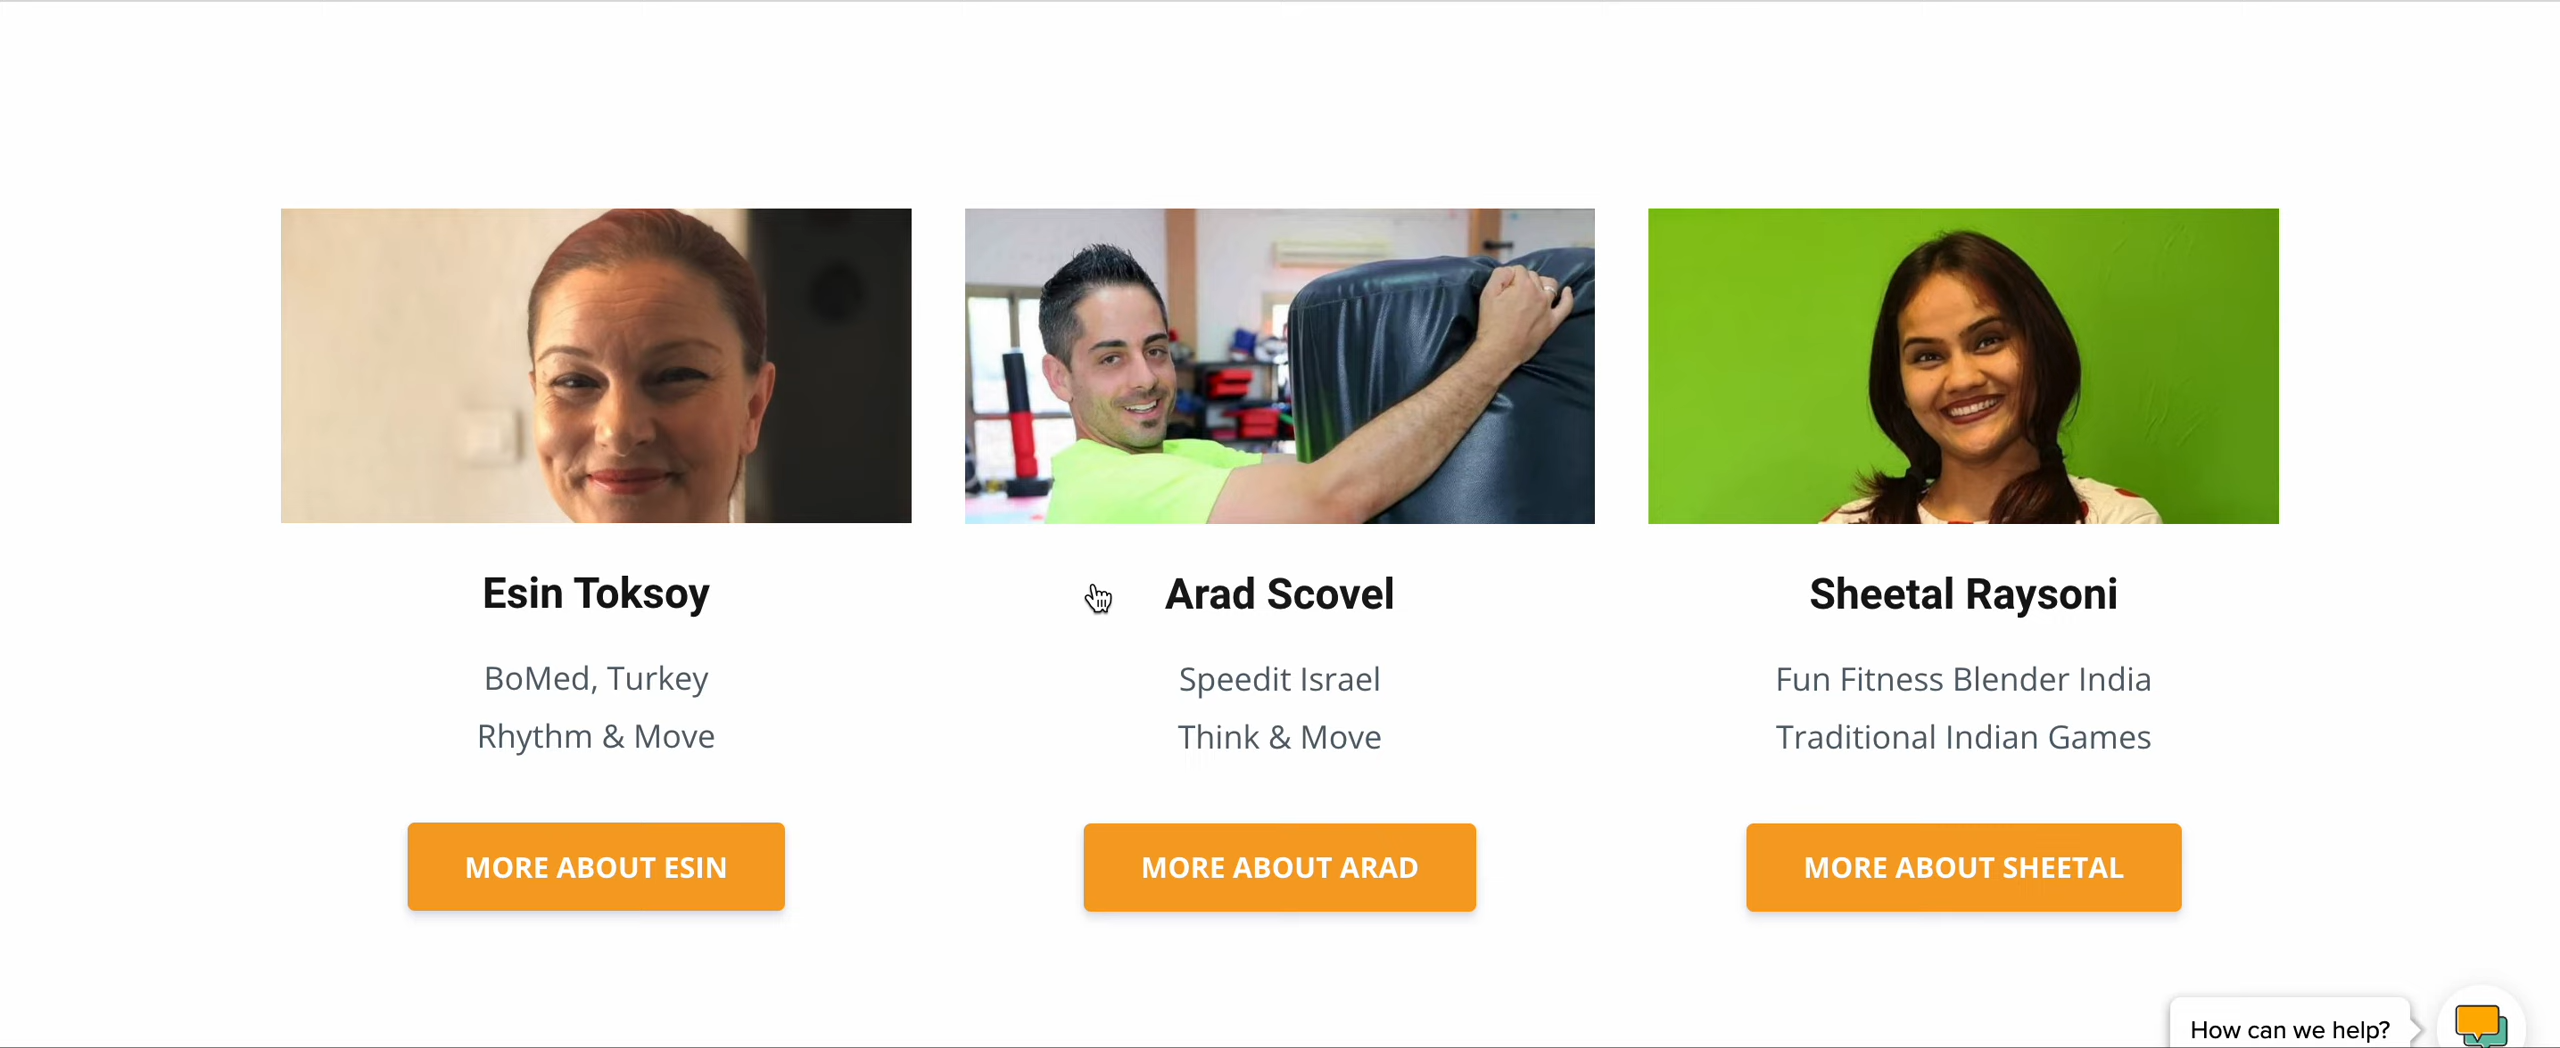 Esin Toksoy
BoMed, Turkey
Rhythm & Move
MORE ABOUT ESIN
Arad Scovel
Speedit Israel
Think & Move
MORE ABOUT ARAD
Sheetal Raysoni
Fun Fitness Blender India
Traditional Indian Games
MORE ABOUT SHEETAL
How can we help?